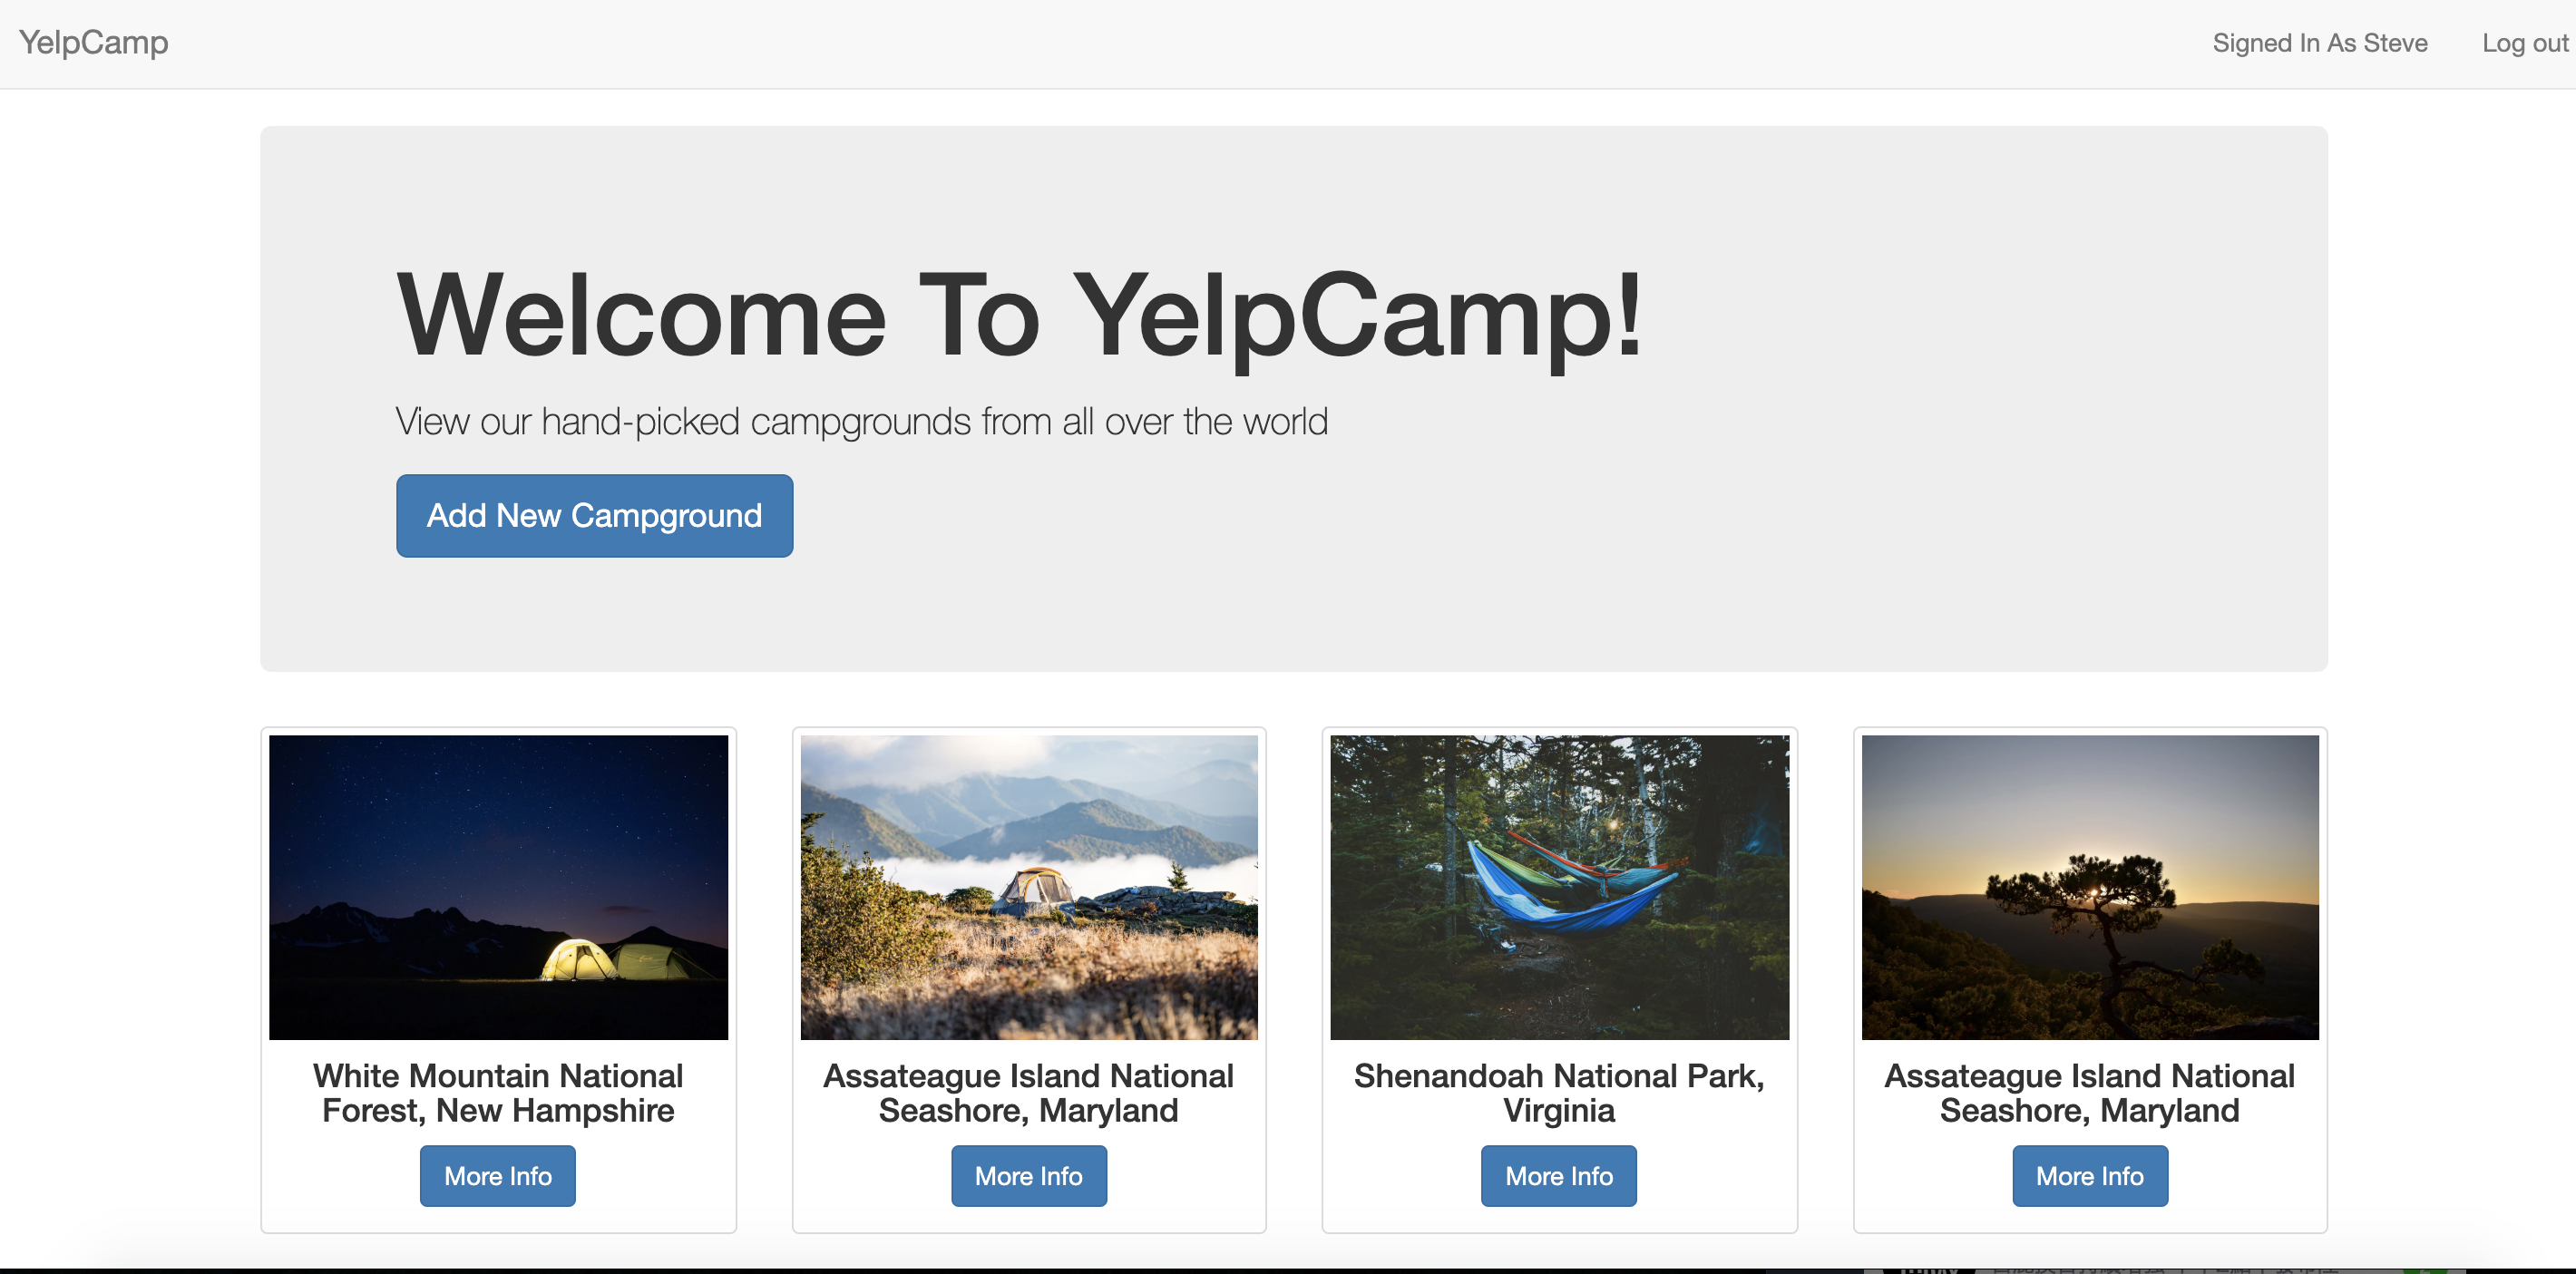 YelpCamp
Signed In As Steve
Log out
Welcome To YelpCamp!
View our hand-picked campgrounds from all over the world
Add New Campground
White Mountain National
Forest, New Hampshire
More Info
Assateague Island National
Seashore, Maryland
More Info
Shenandoah National Park,
Virginia
More Info
Assateague Island National
Seashore, Maryland
More Info